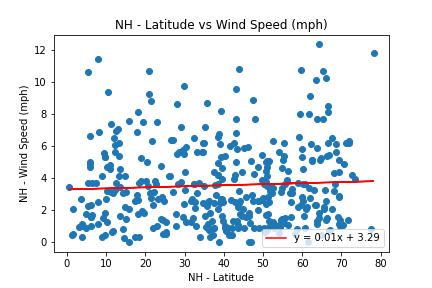 NH - Latitude vs Wind Speed (mph)
NH - Wind Speed (mph)
12
10
8
6
4
2
0
0 10 20 30 40 50 60 70 80
NH - Latitude
y = 0.01x + 3.29